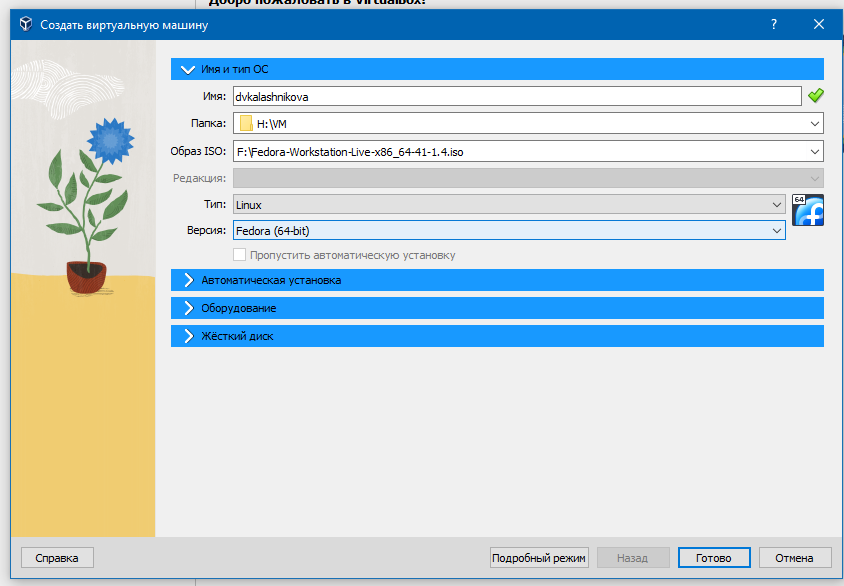 Добро пожаловать в VirtualBox!
Создать виртуальную машину
Имя и тип ОС
Имя: dvkalashnikova
Папка: H:\VM
Образ ISO: F:\Fedora-Workstation-Live-x86_64-41-1.4.iso
Редакция:
Тип: Linux
64
Версия: Fedora (64-bit)
Пропустить автоматическую установку
Автоматическая установка
Оборудование
Жёсткий диск
Справка Подробный режим Назад Готово Отмена